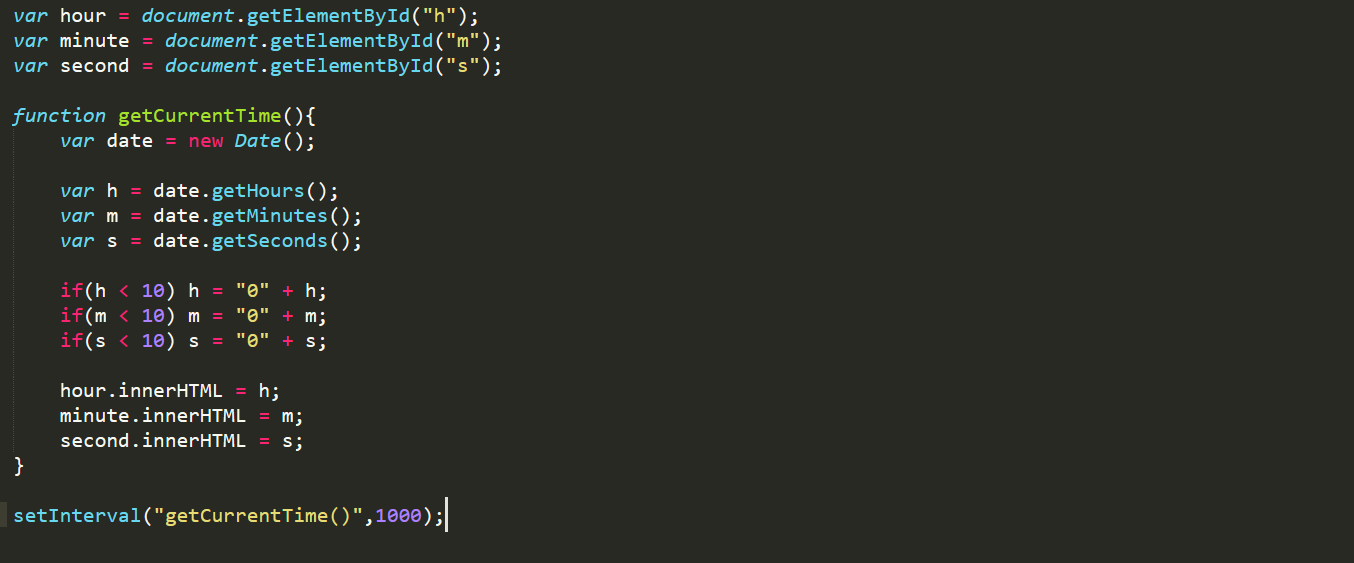 var hour = document.getElementById("h");
var minute = document.getElementById("m");
var second = document.getElementById("s");
function getCurrentTime(){
var date = new Date();
var h = date.getHours();
var m = date.getMinutes();
var s = date.getSeconds();
if(h < 10) h = "0" + h;
if(m < 10) m = "0" + m;
if(s < 10) s = "0" + s;
hour.innerHTML = h;
minute.innerHTML = m;
second.innerHTML = s;
}
setInterval("getCurrentTime()",1000);